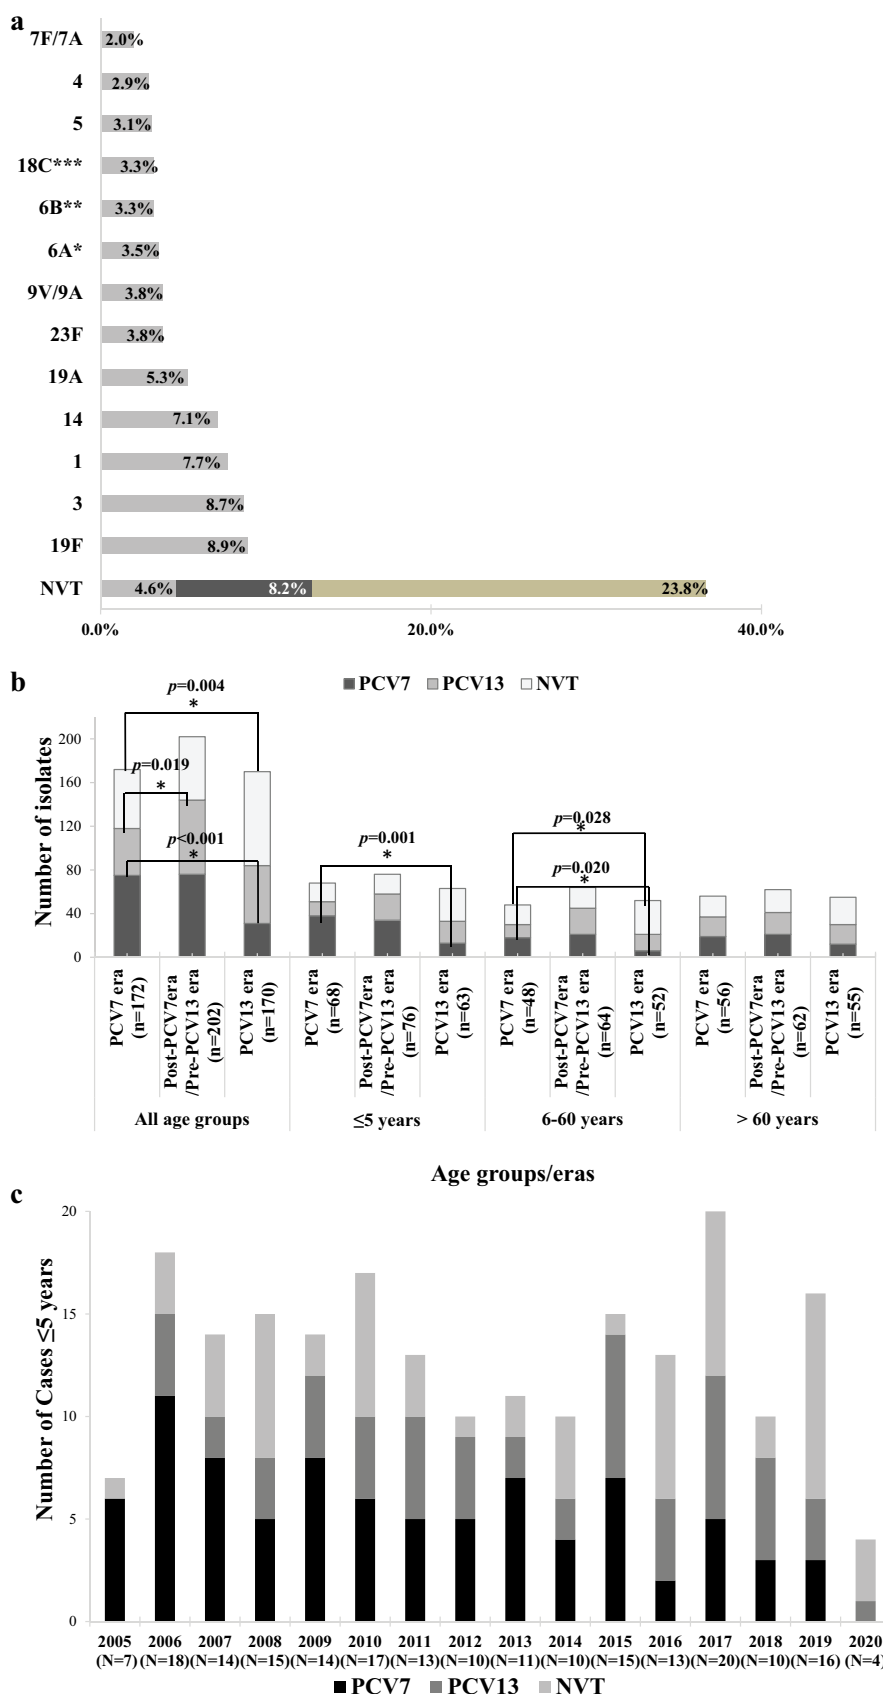 a
7F/7A 2.0%
4 2.9%
5 3.1%
18C*** 3.3%
6B** 3.3%
6A* 3.5%
9V/9A 3.8%
23F 3.8%
19A 5.3%
14 7.1%
1 7.7%
3 8.7%
19F 8.9%
NVT 4.6% 8.2% 23.8%
0.0% 20.0% 40.0%
b
PCV7 PCV13 NVT
Number of isolates
200
160
120
80
40
0
p=0.004
*
p=0.019
*
p<0.001
*
p=0.001
*
p=0.028
*
p=0.020
*
PCV7 era
(n=172)
Post-PCV7era
/Pre-PCV13 era
(n=202)
PCV13 era
(n=170)
PCV7 era
(n=68)
Post-PCV7era
/Pre-PCV13 era
(n=76)
PCV13 era
(n=63)
PCV7 era
(n=48)
Post-PCV7era
/Pre-PCV13 era
(n=64)
PCV13 era
(n=52)
PCV7 era
(n=56)
Post-PCV7era
/Pre-PCV13 era
(n=62)
PCV13 era
(n=55)
All age groups ≤5 years 6-60 years > 60 years
Age groups/eras
c
Number of Cases ≤5 years
20
15
10
5
0
2005 2006 2007 2008 2009 2010 2011 2012 2013 2014 2015 2016 2017 2018 2019 2020
(N=7) (N=18) (N=14) (N=15) (N=14) (N=17) (N=13) (N=10) (N=11) (N=10) (N=15) (N=13) (N=20) (N=10) (N=16) (N=4)
PCV7 PCV13 NVT